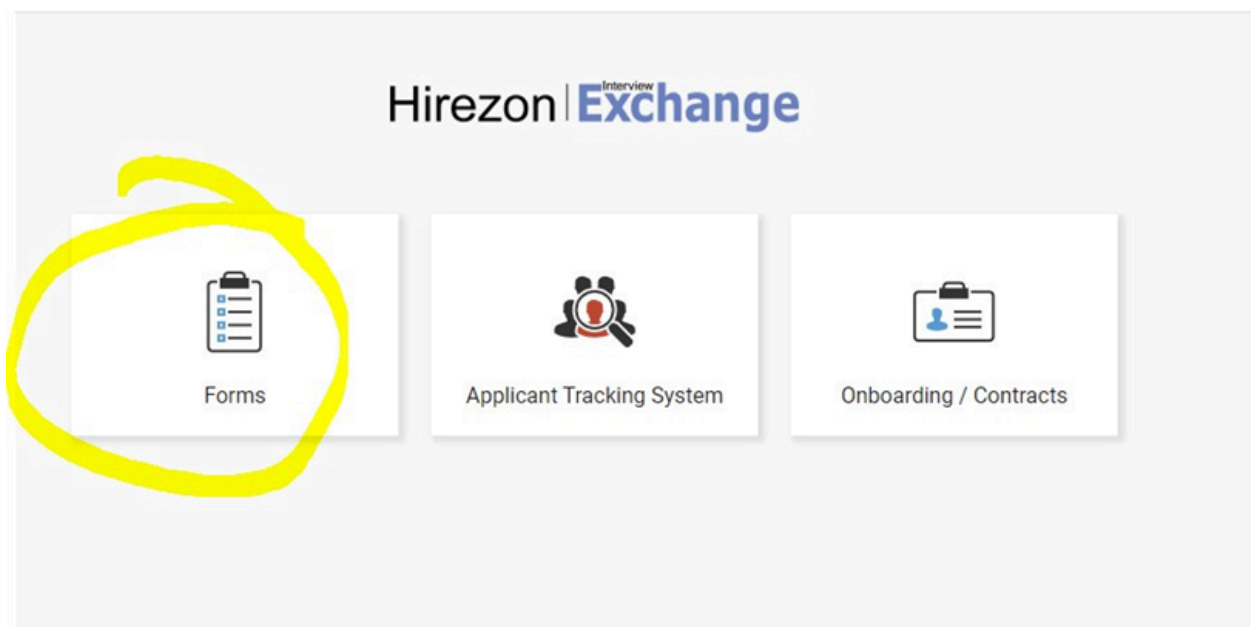 Hirezon | Interview Exchange
Forms
Applicant Tracking System
Onboarding / Contracts